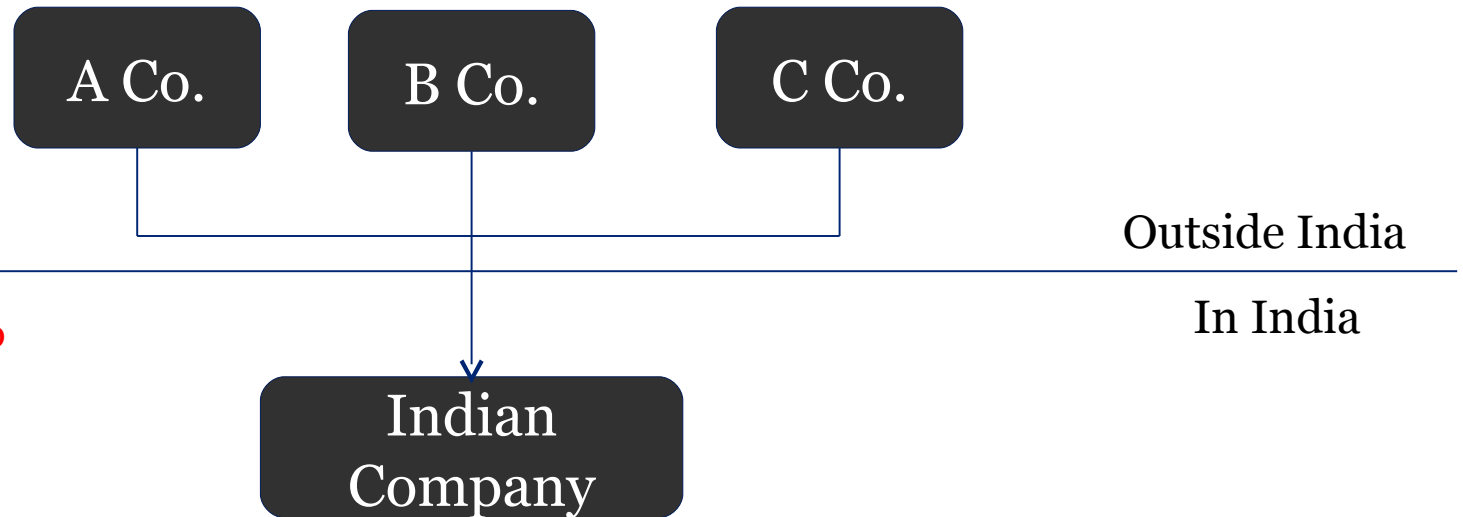 A Co.
B Co.
C Co.
Outside India
In India
Indian
Company